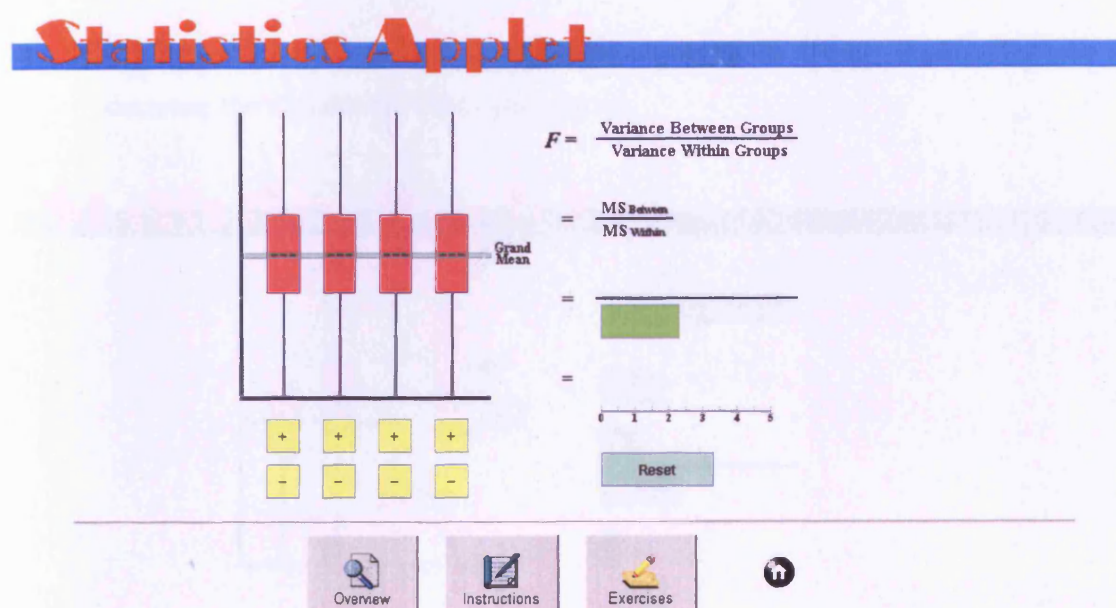 Statistics Applet
F = Variance Between Groups
Variance Within Groups
= MS Between
MS Within
Grand
Mean
=
=
0 1 2 3 4 5
+ + + +
- - - -
Reset
Overview Instructions Exercises